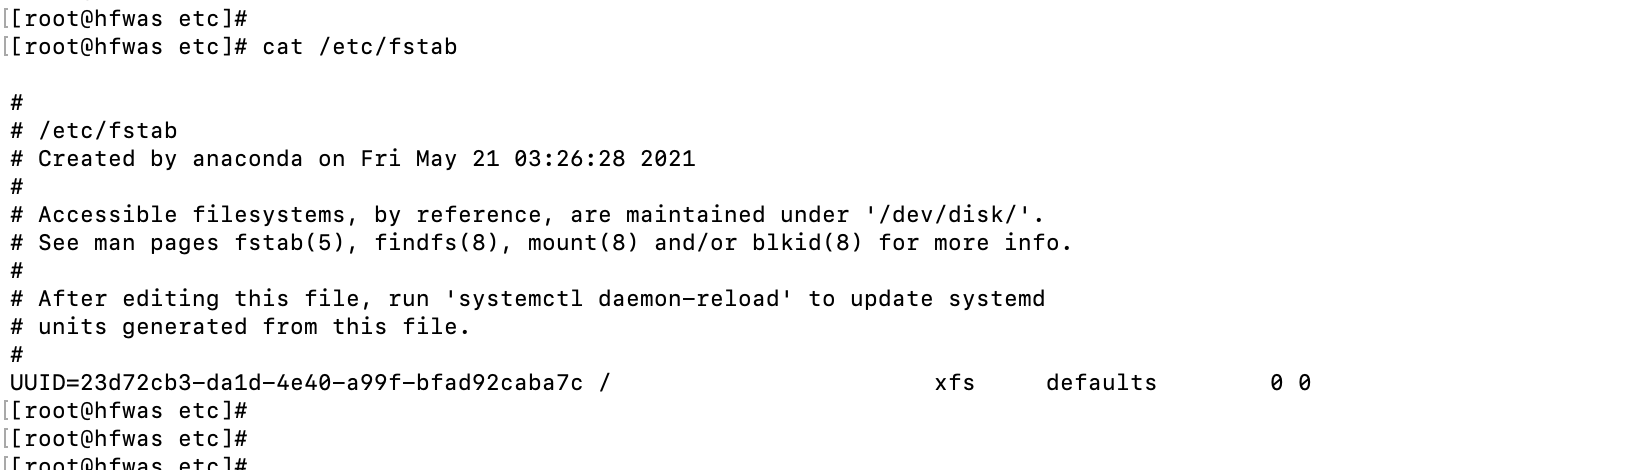 [[root@hfwas etc]#
[[root@hfwas etc]# cat /etc/fstab
#
# /etc/fstab
# Created by anaconda on Fri May 21 03:26:28 2021
#
# Accessible filesystems, by reference, are maintained under '/dev/disk/'.
# See man pages fstab(5), findfs(8), mount(8) and/or blkid(8) for more info.
#
# After editing this file, run 'systemctl daemon-reload' to update systemd
# units generated from this file.
#
UUID=23d72cb3-da1d-4e40-a99f-bfad92caba7c /                       xfs     defaults        0 0
[[root@hfwas etc]#
[[root@hfwas etc]#
[[root@hfwas etc]#